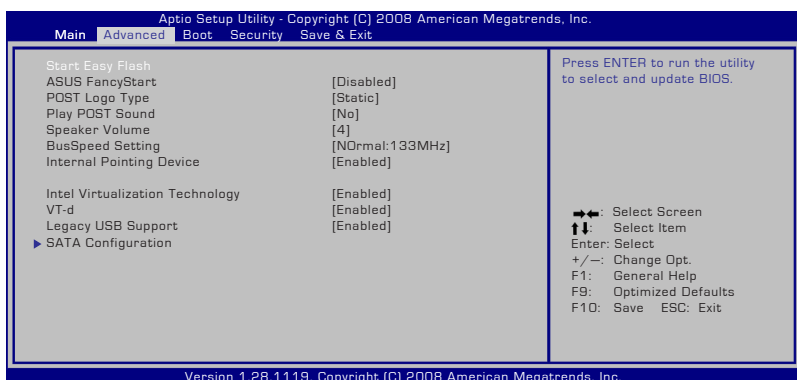 Aptio Setup Utility - Copyright (C) 2008 American Megatrends, Inc.
Main Advanced Boot Security Save & Exit
Start Easy Flash
ASUS FancyStart [Disabled]
POST Logo Type [Static]
Play POST Sound [No]
Speaker Volume [4]
BusSpeed Setting [NOrmal:133MHz]
Internal Pointing Device [Enabled]
Intel Virtualization Technology [Enabled]
VT-d [Enabled]
Legacy USB Support [Enabled]
SATA Configuration
Press ENTER to run the utility
to select and update BIOS.
→←: Select Screen
↑↓: Select Item
Enter: Select
+/—: Change Opt.
F1: General Help
F9: Optimized Defaults
F10: Save ESC: Exit
Version 1.28.1119. Copyright (C) 2008 American Megatrends, Inc.